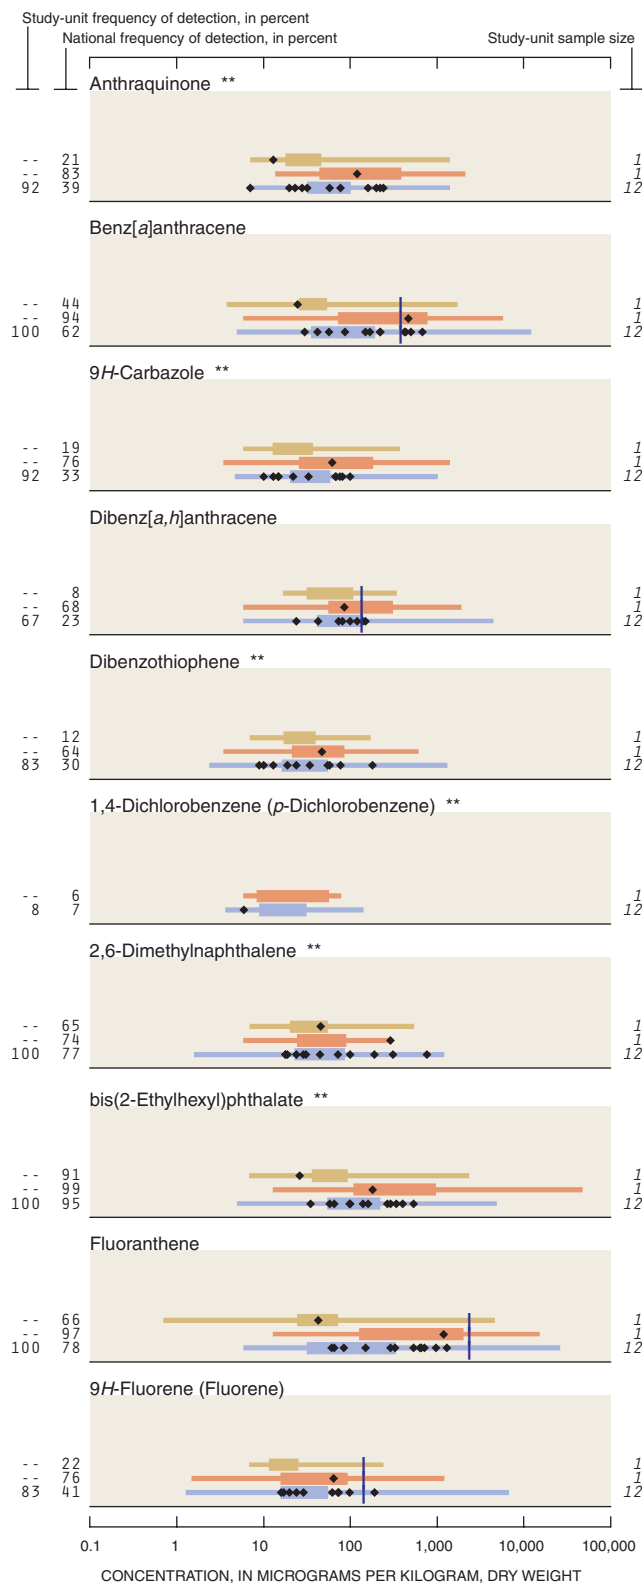 Study-unit frequency of detection, in percent
National frequency of detection, in percent Study-unit sample size
Anthraquinone **
-- 21 1
-- 83 1
92 39 12
Benz[a]anthracene
-- 44 1
-- 94 1
100 62 12
9H-Carbazole **
-- 19 1
-- 76 1
92 33 12
Dibenz[a,h]anthracene
-- 8 1
-- 68 1
67 23 12
Dibenzothiophene **
-- 12 1
-- 64 1
83 30 12
1,4-Dichlorobenzene (p-Dichlorobenzene) **
-- 6 1
8 7 12
2,6-Dimethylnaphthalene **
-- 65 1
-- 74 1
100 77 12
bis(2-Ethylhexyl)phthalate **
-- 91 1
-- 99 1
100 95 12
Fluoranthene
-- 66 1
-- 97 1
100 78 12
9H-Fluorene (Fluorene)
-- 22 1
-- 76 1
83 41 12
0.1 1 10 100 1,000 10,000 100,000
CONCENTRATION, IN MICROGRAMS PER KILOGRAM, DRY WEIGHT